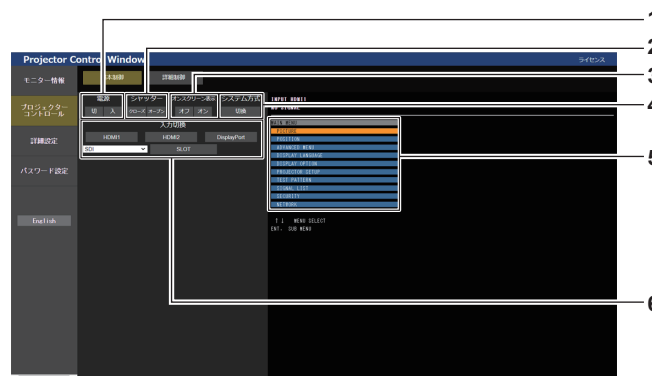 1
2
3
4
5
6
Projector Control Window
ライセンス
モニター情報
プロジェクター
コントロール
詳細設定
パスワード設定
English
基本制御
詳細制御
電源
シャッター
オンスクリーン表示
システム方式
切 入
クローズ オープン
オフ オン
切換
入力切換
HDMI1
HDMI2
DisplayPort
SDI
SLOT
INPUT HDMI1
NO SIGNAL
MAIN MENU
PICTURE
POSITION
ADVANCED MENU
DISPLAY LANGUAGE
DISPLAY OPTION
PROJECTOR SETUP
TEST PATTERN
SIGNAL LIST
SECURITY
NETWORK
↑↓ MENU SELECT
ENT. SUB MENU